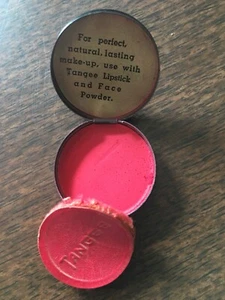 For perfect,
natural, lasting
make-up, use with
Tangee Lipstick
and Face
Powder.
TANGEE